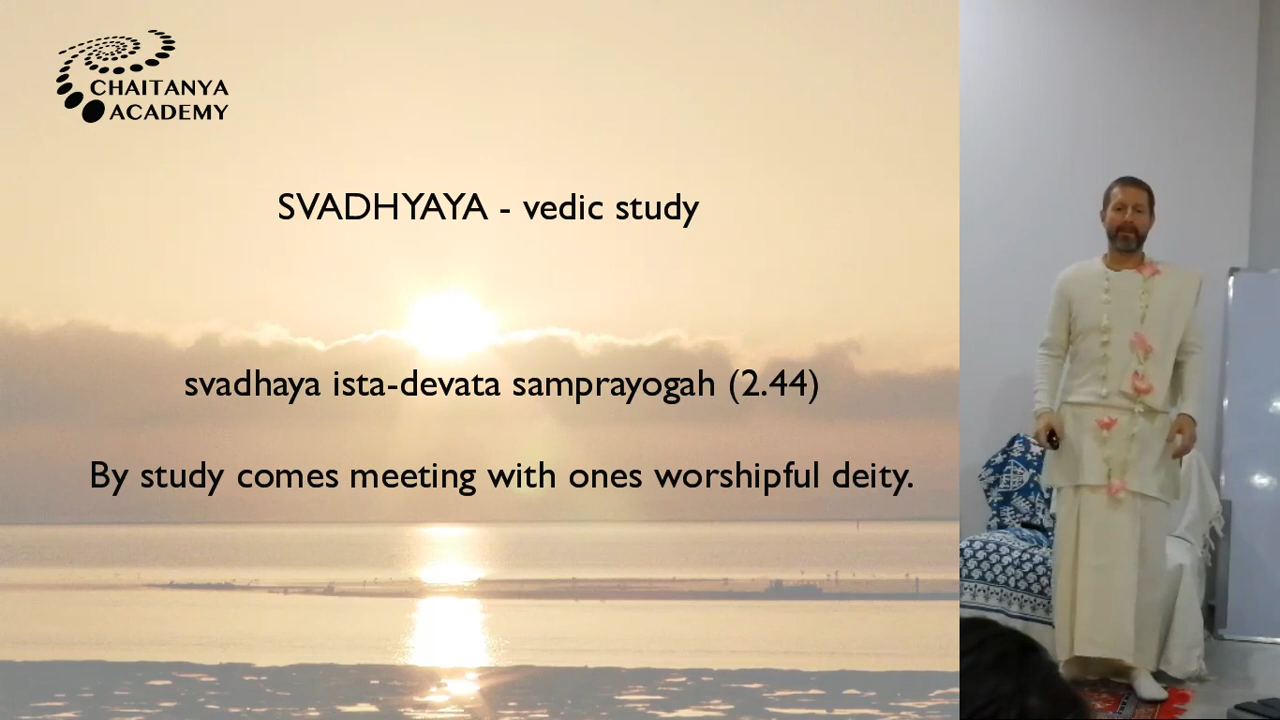 CHAITANYA
ACADEMY
SVADHYAYA - vedic study
svadhaya ista-devata samprayogah (2.44)
By study comes meeting with ones worshipful deity.